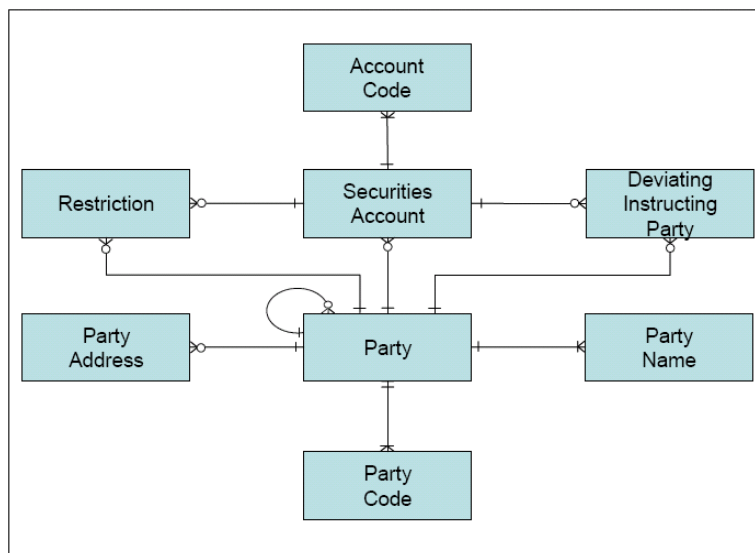 Account
Code
Restriction
Securities
Account
Deviating
Instructing
Party
Party
Address
Party
Party
Name
Party
Code